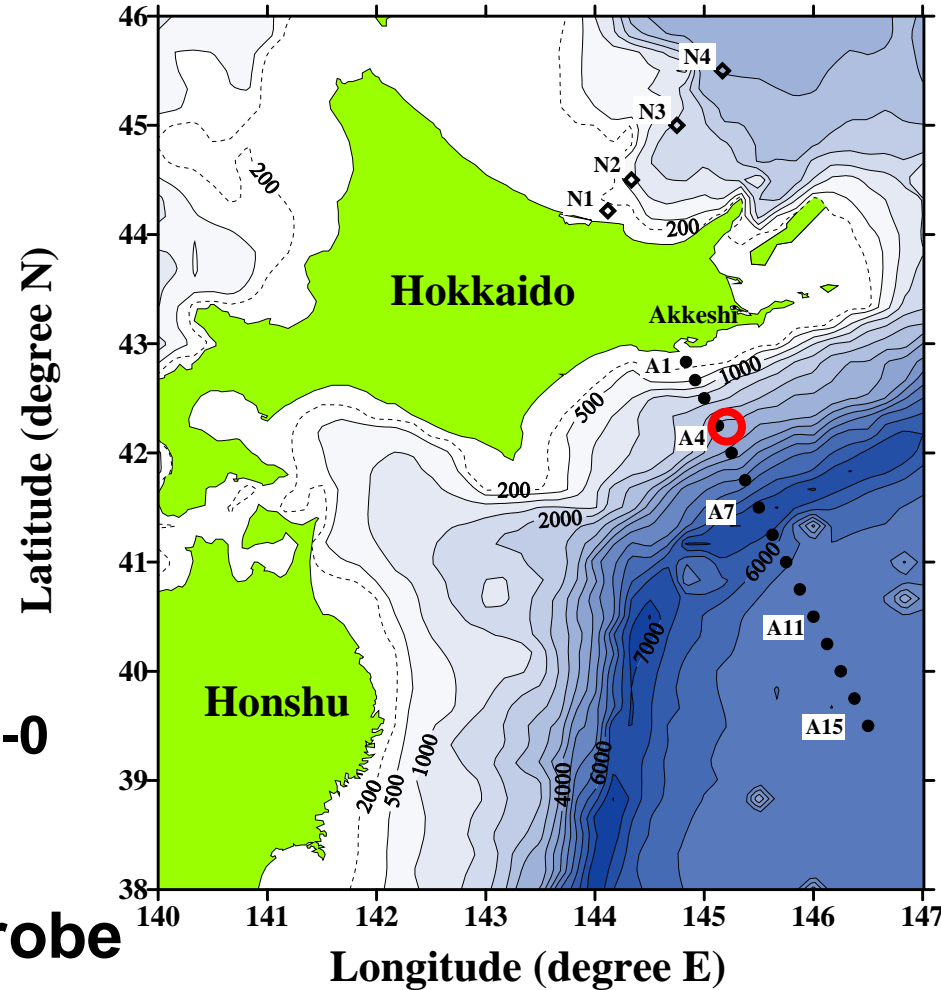 46
45
44
43
42
41
40
39
38
140
141
142
143
144
145
146
147
Latitude (degree N)
Longitude (degree E)
N4
N3
N2
N1
200
200
Hokkaido
Akkeshi
A1
1000
500
A4
200
2000
A7
6000
A11
7000
Honshu
A15
200
500
1000
4000
6000
-0
robe